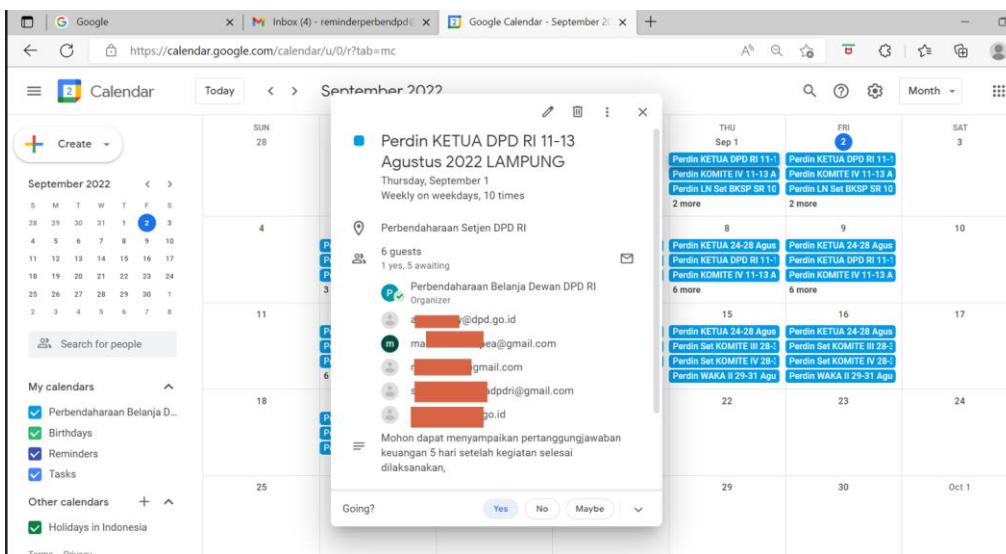 Google
Inbox (4) - reminderperbendpd@
Google Calendar - September 20
https://calendar.google.com/calendar/u/0/r?tab=mc
2 Calendar
Today
September 2022
Month
Create
September 2022
S M T W T F S
28 29 30 31 1 2 3
4 5 6 7 8 9 10
11 12 13 14 15 16 17
18 19 20 21 22 23 24
25 26 27 28 29 30 1
2 3 4 5 6 7 8
Search for people
My calendars
Perbendaharaan Belanja D...
Birthdays
Reminders
Tasks
Other calendars
Holidays in Indonesia
Terms – Privacy
SUN
28
4
11
18
25
3
6
Perdin KETUA DPD RI 11-13
Agustus 2022 LAMPUNG
Thursday, September 1
Weekly on weekdays, 10 times
Perbendaharaan Setjen DPD RI
6 guests
1 yes, 5 awaiting
Perbendaharaan Belanja Dewan DPD RI
Organizer
@dpd.go.id
pea@gmail.com
gmail.com
adpdri@gmail.com
go.id
Mohon dapat menyampaikan pertanggungjawaban
keuangan 5 hari setelah kegiatan selesai
dilaksanakan,
Going?
Yes
No
Maybe
THU
Sep 1
Perdin KETUA DPD RI 11-1
Perdin KOMITE IV 11-13 A
Perdin LN Set BKSP SR 10
2 more
8
Perdin KETUA 24-28 Agus
Perdin KETUA DPD RI 11-1
Perdin KOMITE IV 11-13 A
6 more
15
Perdin KETUA 24-28 Agus
Perdin Set KOMITE III 28-3
Perdin Set KOMITE IV 28-3
Perdin WAKA II 29-31 Agu
22
29
FRI
2
Perdin KETUA DPD RI 11-1
Perdin KOMITE IV 11-13 A
Perdin LN Set BKSP SR 10
2 more
9
Perdin KETUA 24-28 Agus
Perdin KETUA DPD RI 11-1
Perdin KOMITE IV 11-13 A
6 more
16
Perdin KETUA 24-28 Agus
Perdin Set KOMITE III 28-3
Perdin Set KOMITE IV 28-3
Perdin WAKA II 29-31 Agu
23
30
SAT
3
10
17
24
Oct 1